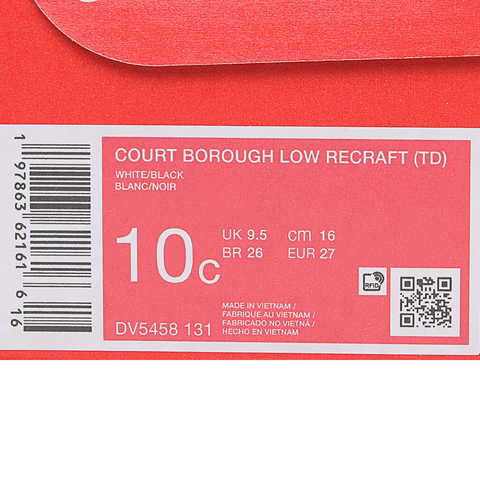 COURT BOROUGH LOW RECRAFT (TD)
WHITE/BLACK
BLANC/NOIR
10C
UK 9.5 cm 16
BR 26 EUR 27
RFID
MADE IN VIETNAM /
FABRIQUE AU VIETNAM /
FABRICADO NO VIETNÃ /
HECHO EN VIETNAM
DV5458 131
1 97863 62161 6 16